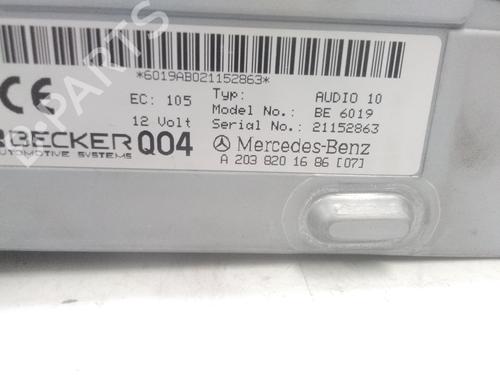 *6019AB021152863*
CE
EC: 105
Typ: AUDIO 10
Model No.: BE 6019
12 Volt
Serial No.: 21152863
BECKER
AUTOMOTIVE SYSTEMS
Q04
Mercedes-Benz
A 203 820 16 86 [07]
PARTS